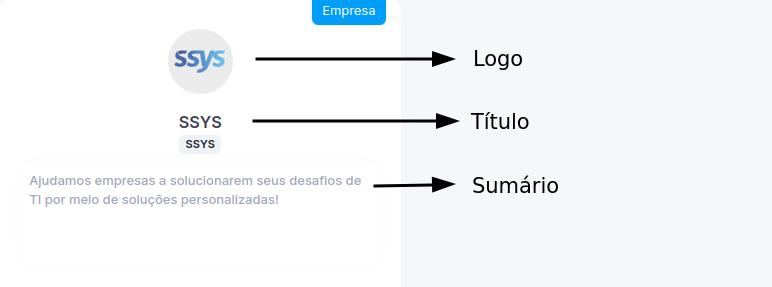 Empresa
ssys
Logo
SSYS
Título
SSYS
Ajudamos empresas a solucionarem seus desafios de
TI por meio de soluções personalizadas!
Sumário